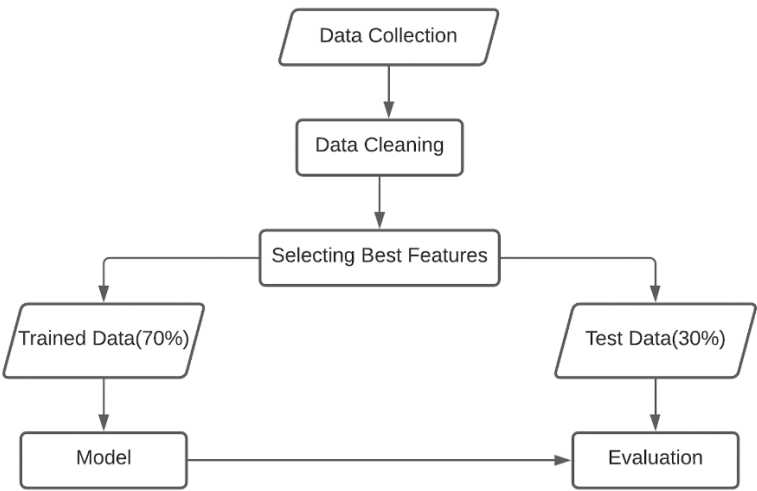 Data Collection
Data Cleaning
Selecting Best Features
Trained Data(70%)
Test Data(30%)
Model
Evaluation